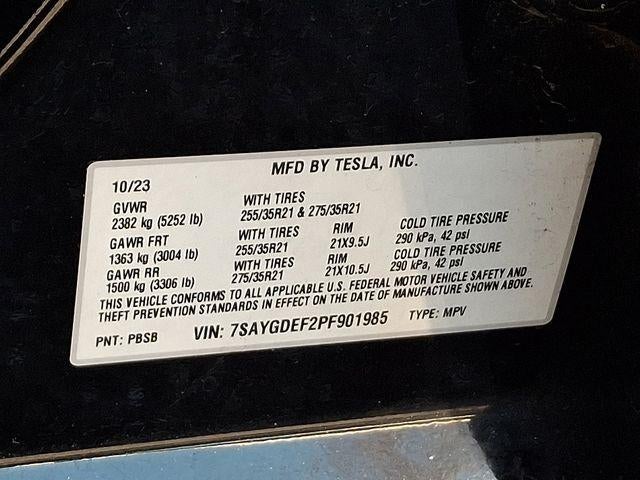 MFD BY TESLA, INC.
10/23
GVWR WITH TIRES
2382 kg (5252 lb) 255/35R21 & 275/35R21
GAWR FRT WITH TIRES RIM COLD TIRE PRESSURE
1363 kg (3004 lb) 255/35R21 21X9.5J 290 kPa, 42 psi
GAWR RR WITH TIRES RIM COLD TIRE PRESSURE
1500 kg (3306 lb) 275/35R21 21X10.5J 290 kPa, 42 psi
THIS VEHICLE CONFORMS TO ALL APPLICABLE U.S. FEDERAL MOTOR VEHICLE SAFETY AND
THEFT PREVENTION STANDARDS IN EFFECT ON THE DATE OF MANUFACTURE SHOWN ABOVE.
PNT: PBSB VIN: 7SAYGDEF2PF901985 TYPE: MPV